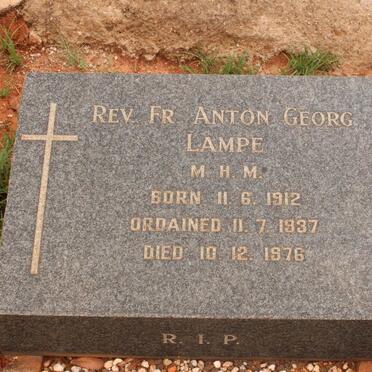 REV. FR. ANTON GEORG
LAMPE
M H M.
BORN 11 6. 1912
ORDAINED 11. 7. 1937
DIED 10 12. 1976
R. I. P.